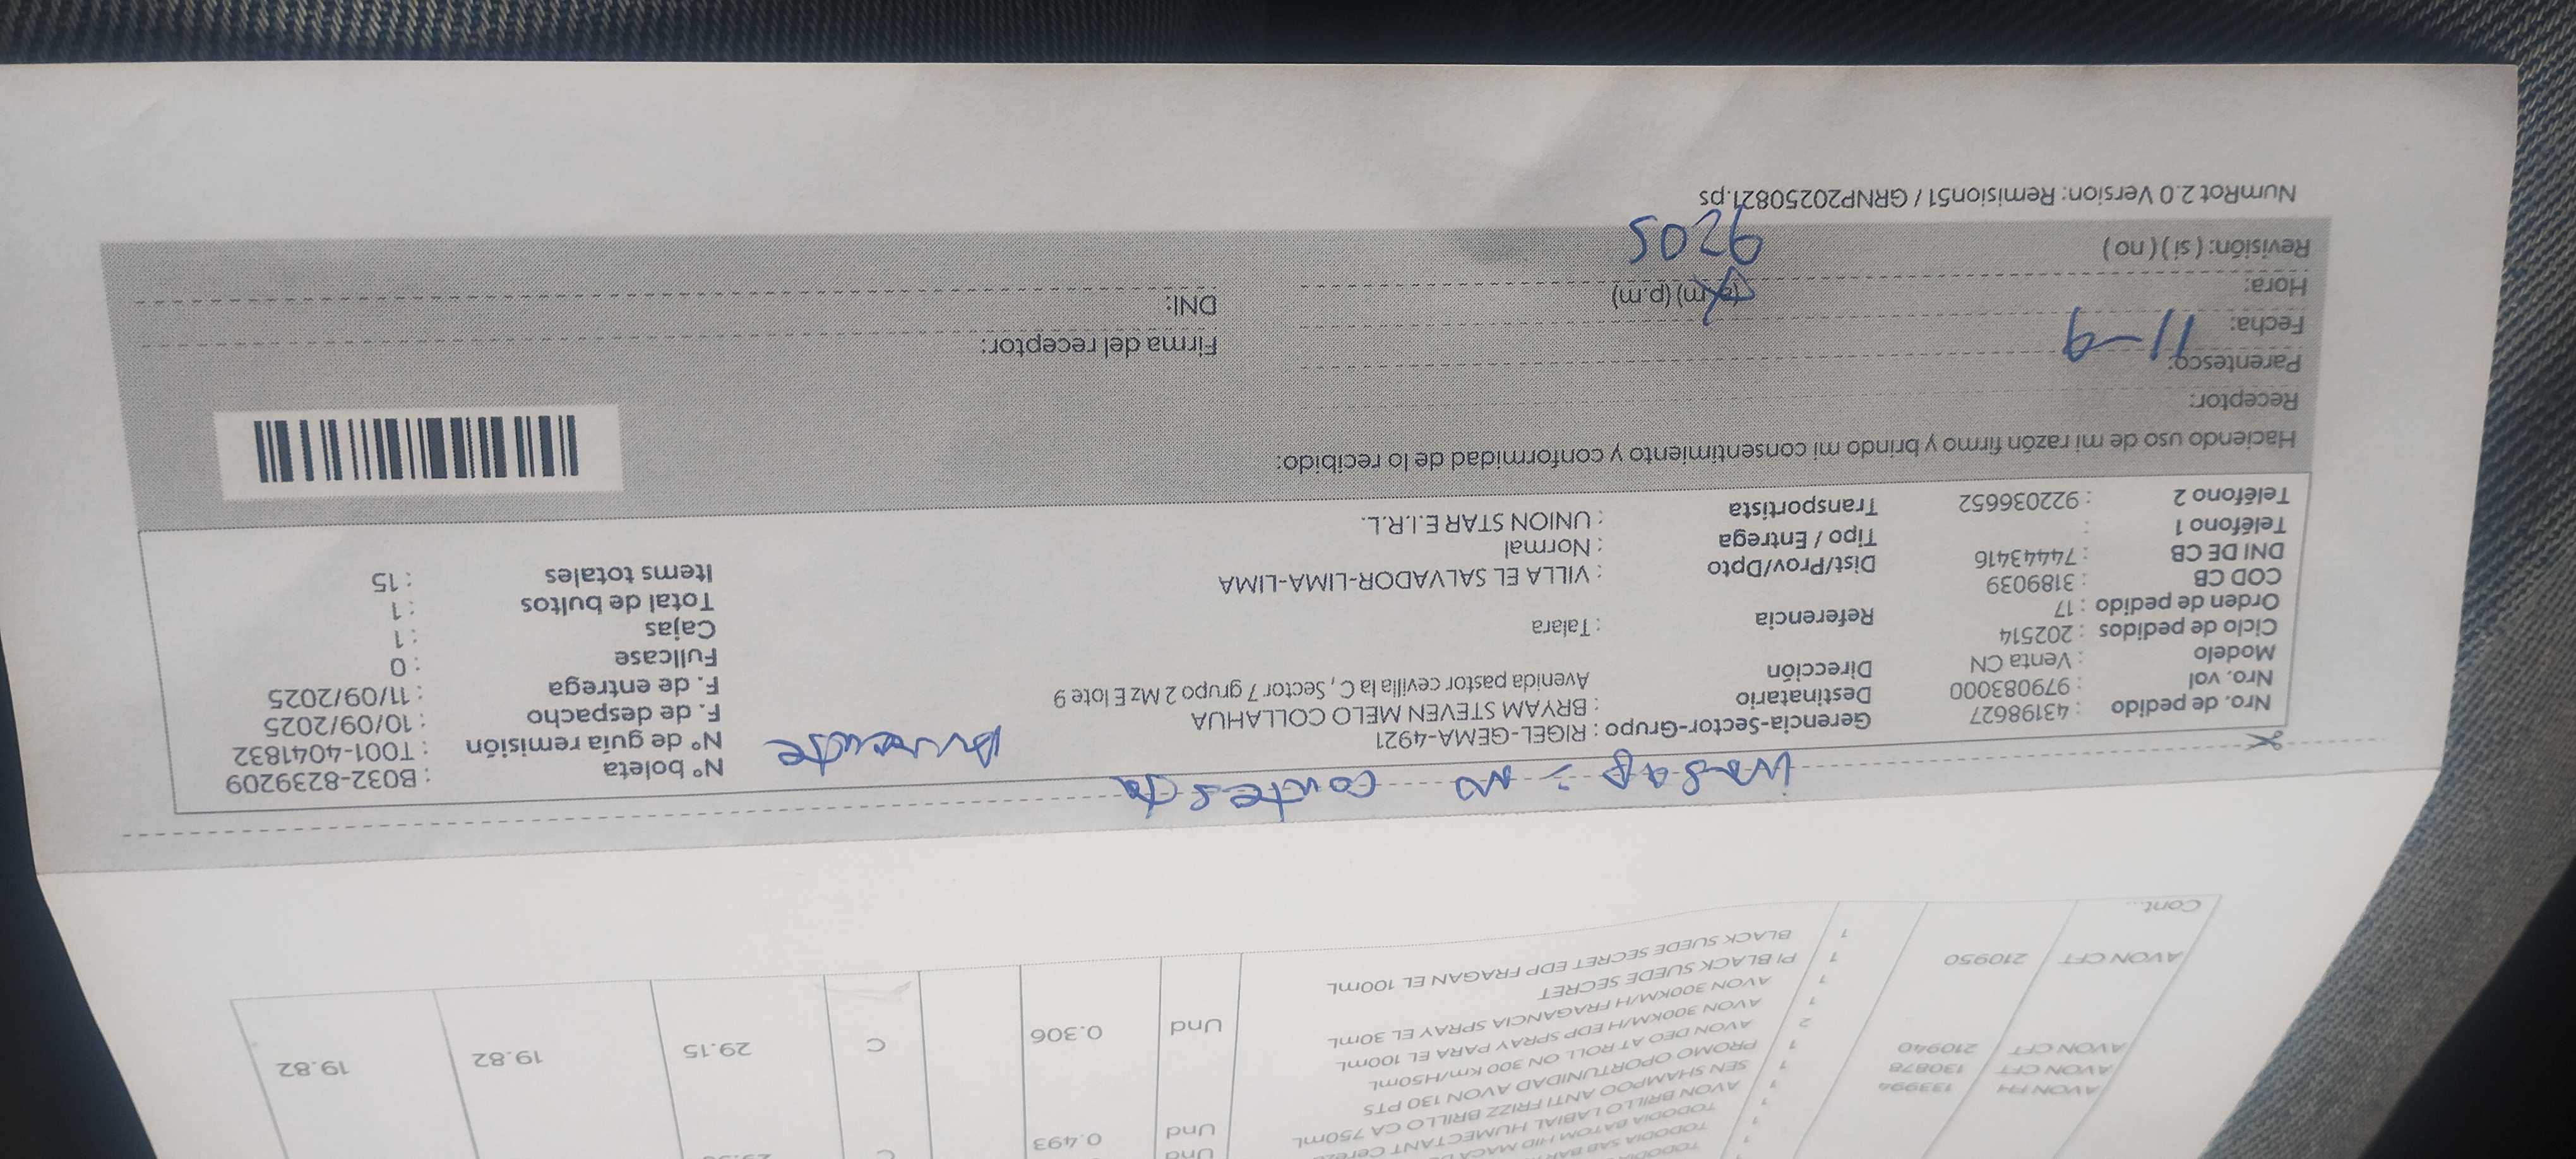 TODODIA
TODODIA BATOM HID MACA
AVON BRILLO LABIAL HUMECTANT Cereza
1 SEN SHAMPOO ANTI FRIZZ BRILLO CA 750mL Und 0.493
1 PROMO OPORTUNIDAD AVON 130 PTS
AVON FH 133994 2 AVON DEO AT ROLL ON 300 Km/H50mL
AVON CFT 130878 1 AVON 300KM/H EDP SPRAY PARA EL 100mL
AVON CFT 210940 1 AVON 300KM/H FRAGANCIA SPRAY EL 30mL
1 PI BLACK SUEDE SECRET
AVON CFT 210950 1 BLACK SUEDE SECRET EDP FRAGAN EL 100mL Und 0.306 C 29.15 19.82 19.82
Cont...
No contesta
Nro. de pedido : 43198627
Nro. vol : 979083000
Modelo : Venta CN
Ciclo de pedidos : 202514
Orden de pedido : 17
COD CB : 3189039
DNI DE CB : 74443416
Teléfono 1 :
Teléfono 2 : 922036652
Gerencia-Sector-Grupo : RIGEL-GEMA-4921
Destinatario : BRYAM STEVEN MELO COLLAHUA
Dirección Avenida pastor cevilla la C, Sector 7 grupo 2 Mz E lote 9
Referencia : Talara
Dist/Prov/Dpto : VILLA EL SALVADOR-LIMA-LIMA
Tipo / Entrega : Normal
Transportista : UNION STAR E.I.R.L.
N° boleta : B032-8239209
N° de guía remisión : T001-4041832
F. de despacho : 10/09/2025
F. de entrega : 11/09/2025
Fullcase : 0
Cajas : 1
Total de bultos : 1
Items totales : 15
Haciendo uso de mi razón firmo y brindo mi consentimiento y conformidad de lo recibido:
Receptor:
Parentesco:
Fecha: 11-9
Hora: (a.m) (p.m)
9205
Revisión: ( si ) ( no )
Firma del receptor:
DNI:
NumRot 2.0 Version: Remision51 / GRNP20250821.ps